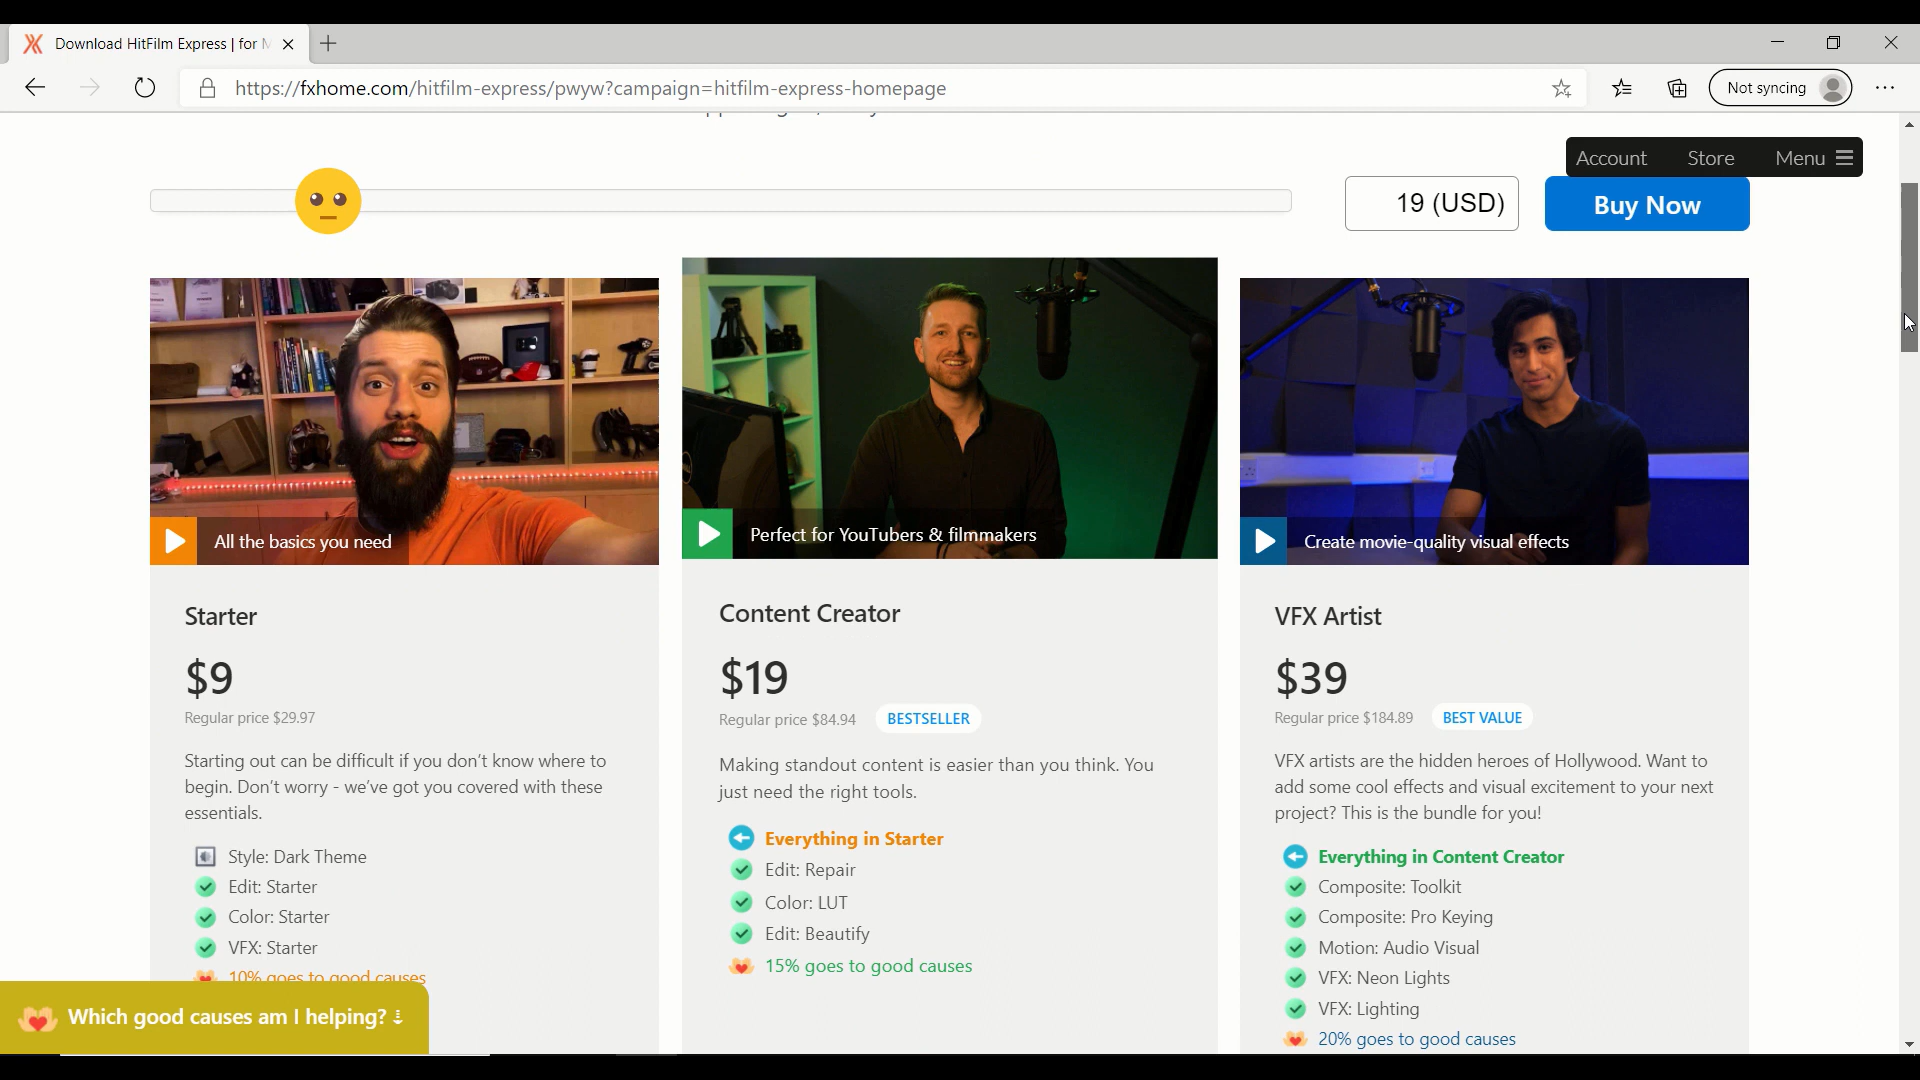 Download HitFilm Express | for M
https://fxhome.com/hitfilm-express/pwyw?campaign=hitfilm-express-homepage
Not syncing
Account Store Menu
19 (USD)
Buy Now
All the basics you need
Starter
$9
Regular price $29.97
Starting out can be difficult if you don't know where to
begin. Don't worry - we've got you covered with these
essentials.
Style: Dark Theme
Edit: Starter
Color: Starter
VFX: Starter
10% goes to good causes
Perfect for YouTubers & filmmakers
Content Creator
$19
Regular price $84.94 BESTSELLER
Making standout content is easier than you think. You
just need the right tools.
Everything in Starter
Edit: Repair
Color: LUT
Edit: Beautify
15% goes to good causes
Create movie-quality visual effects
VFX Artist
$39
Regular price $184.89 BEST VALUE
VFX artists are the hidden heroes of Hollywood. Want to
add some cool effects and visual excitement to your next
project? This is the bundle for you!
Everything in Content Creator
Composite: Toolkit
Composite: Pro Keying
Motion: Audio Visual
VFX: Neon Lights
VFX: Lighting
20% goes to good causes
Which good causes am I helping?